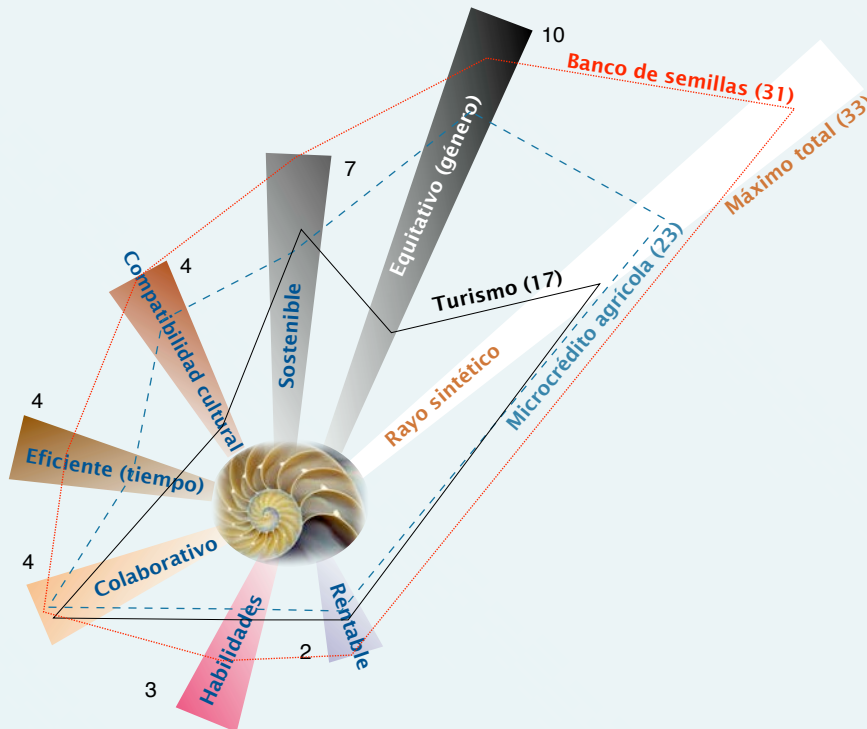 10
Banco de semillas (31)
Máximo total (33)
7
Equitativo (género)
4
Compatibilidad cultural
Sostenible
Turismo (17)
Microcrédito agrícola (23)
Rayo sintético
4
Eficiente (tiempo)
4
Colaborativo
Habilidades
Rentable
2
3